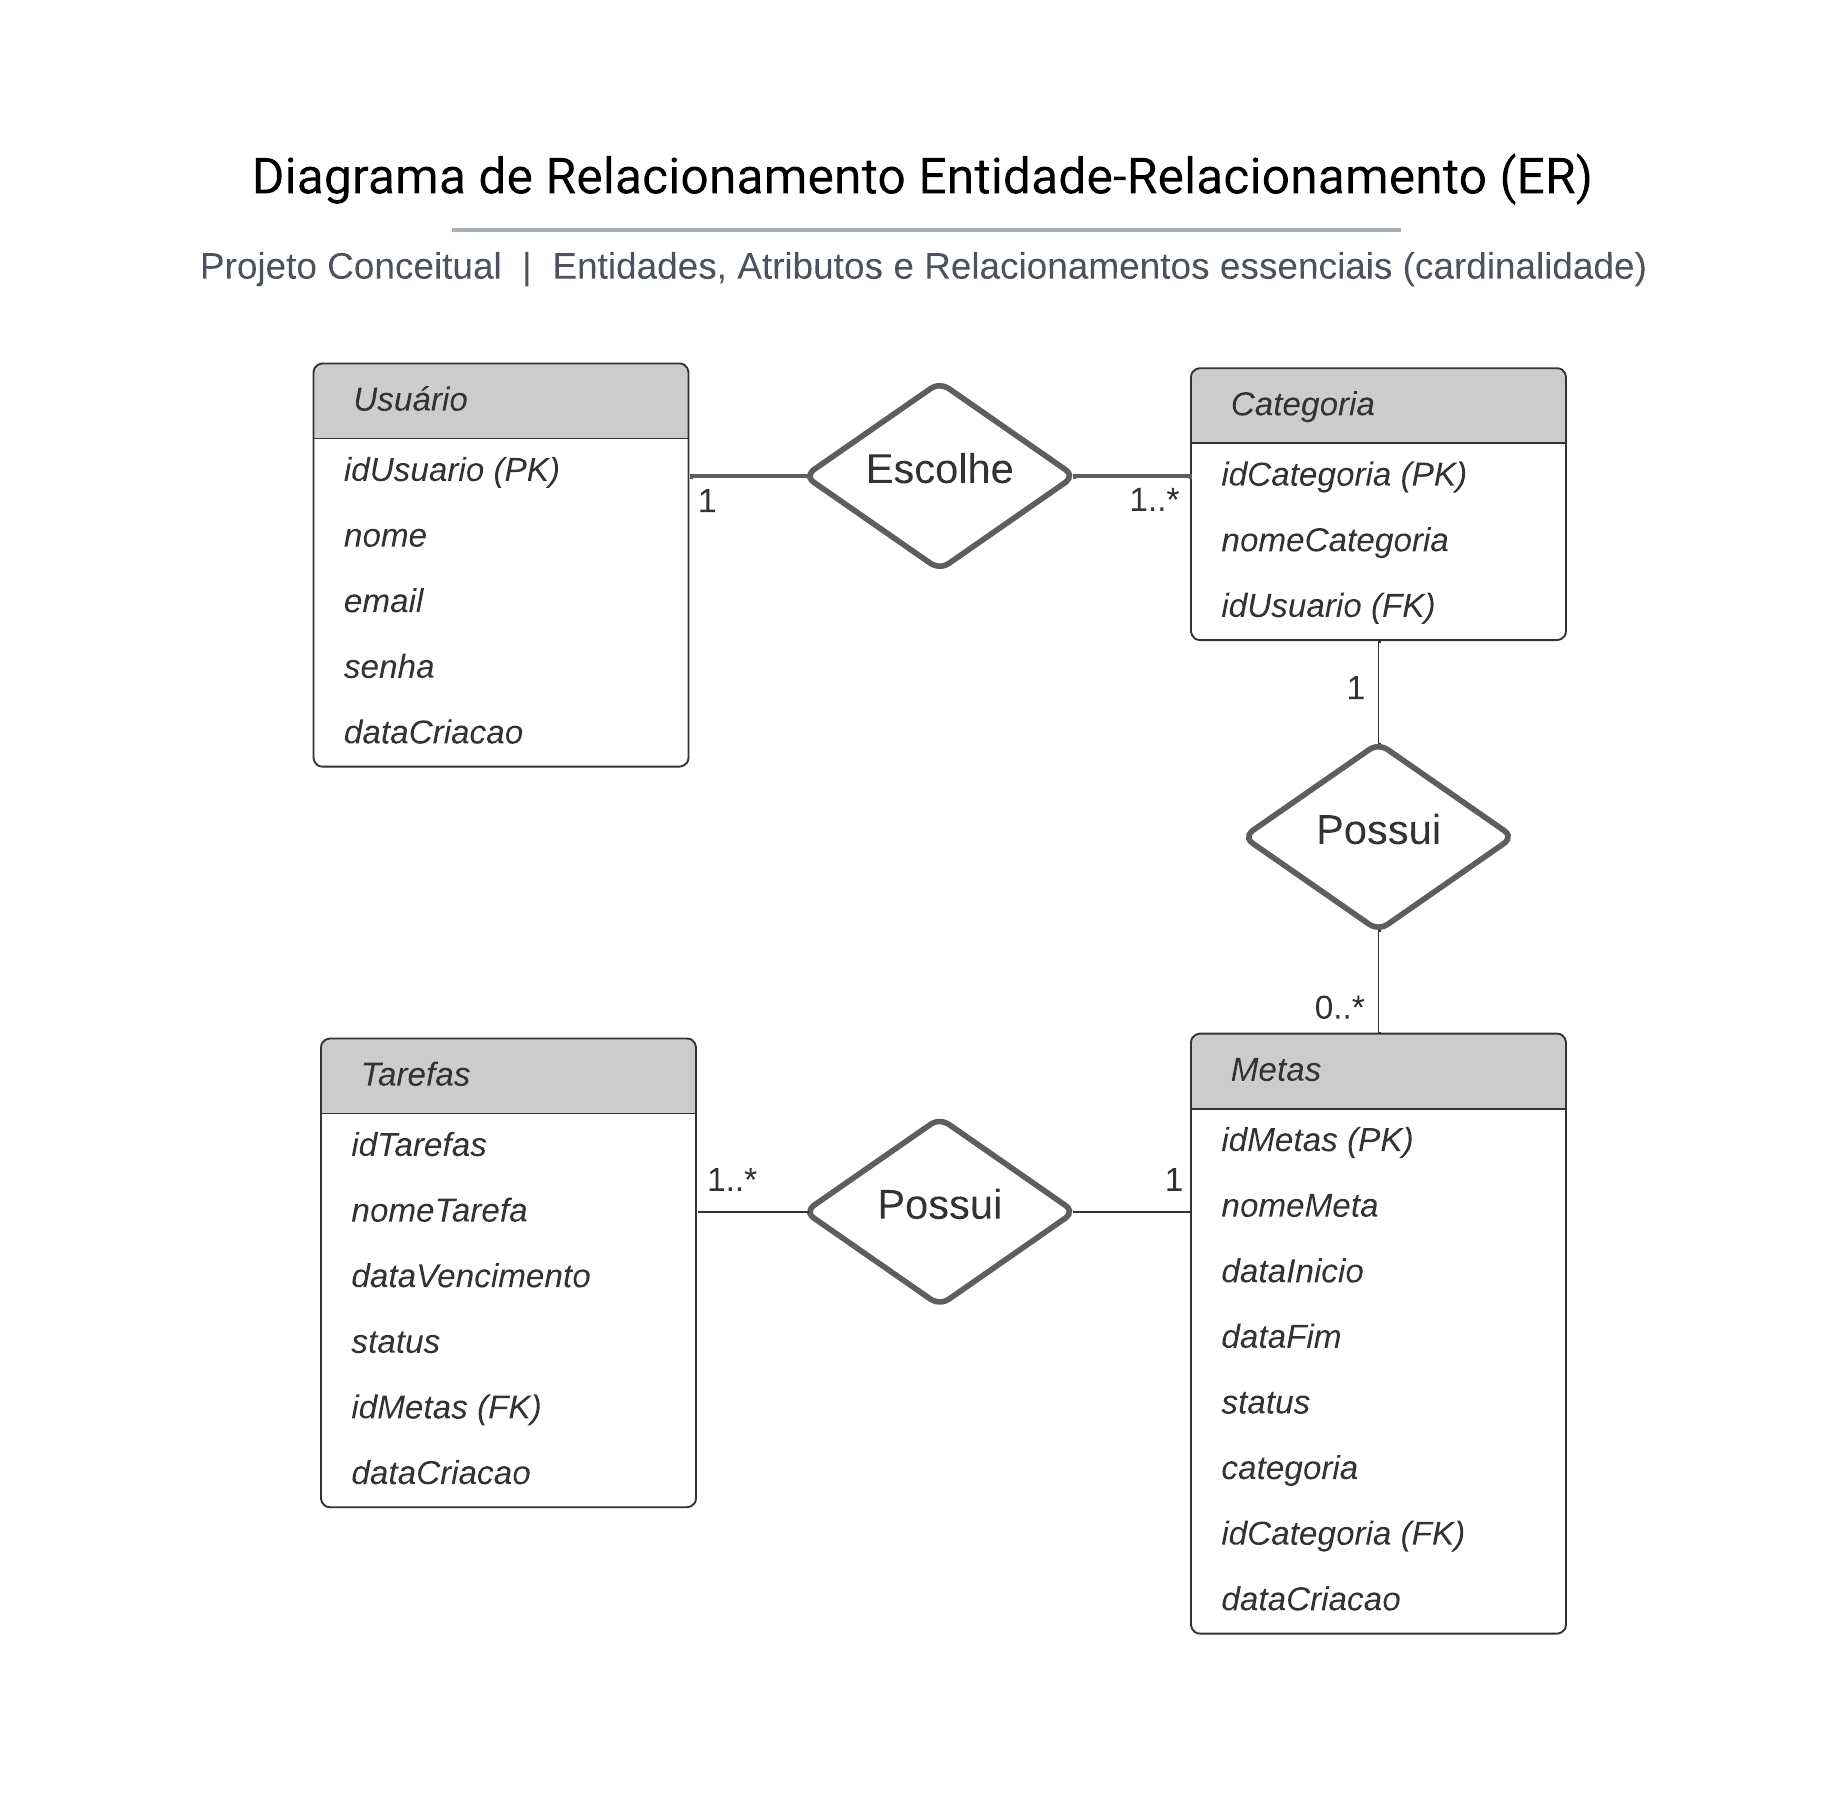 Diagrama de Relacionamento Entidade-Relacionamento (ER)
Projeto Conceitual | Entidades, Atributos e Relacionamentos essenciais (cardinalidade)
Usuário
idUsuario (PK)
nome
email
senha
dataCriacao
1
Escolhe
1..*
Categoria
idCategoria (PK)
nomeCategoria
idUsuario (FK)
1
Possui
0..*
Tarefas
idTarefas
nomeTarefa
dataVencimento
status
idMetas (FK)
dataCriacao
1..*
Possui
1
Metas
idMetas (PK)
nomeMeta
dataInicio
dataFim
status
categoria
idCategoria (FK)
dataCriacao